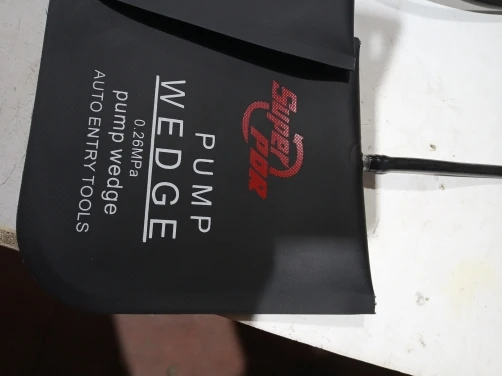 Super
PDR
PUMP
WEDGE
0.26MPa
pump wedge
AUTO ENTRY TOOLS